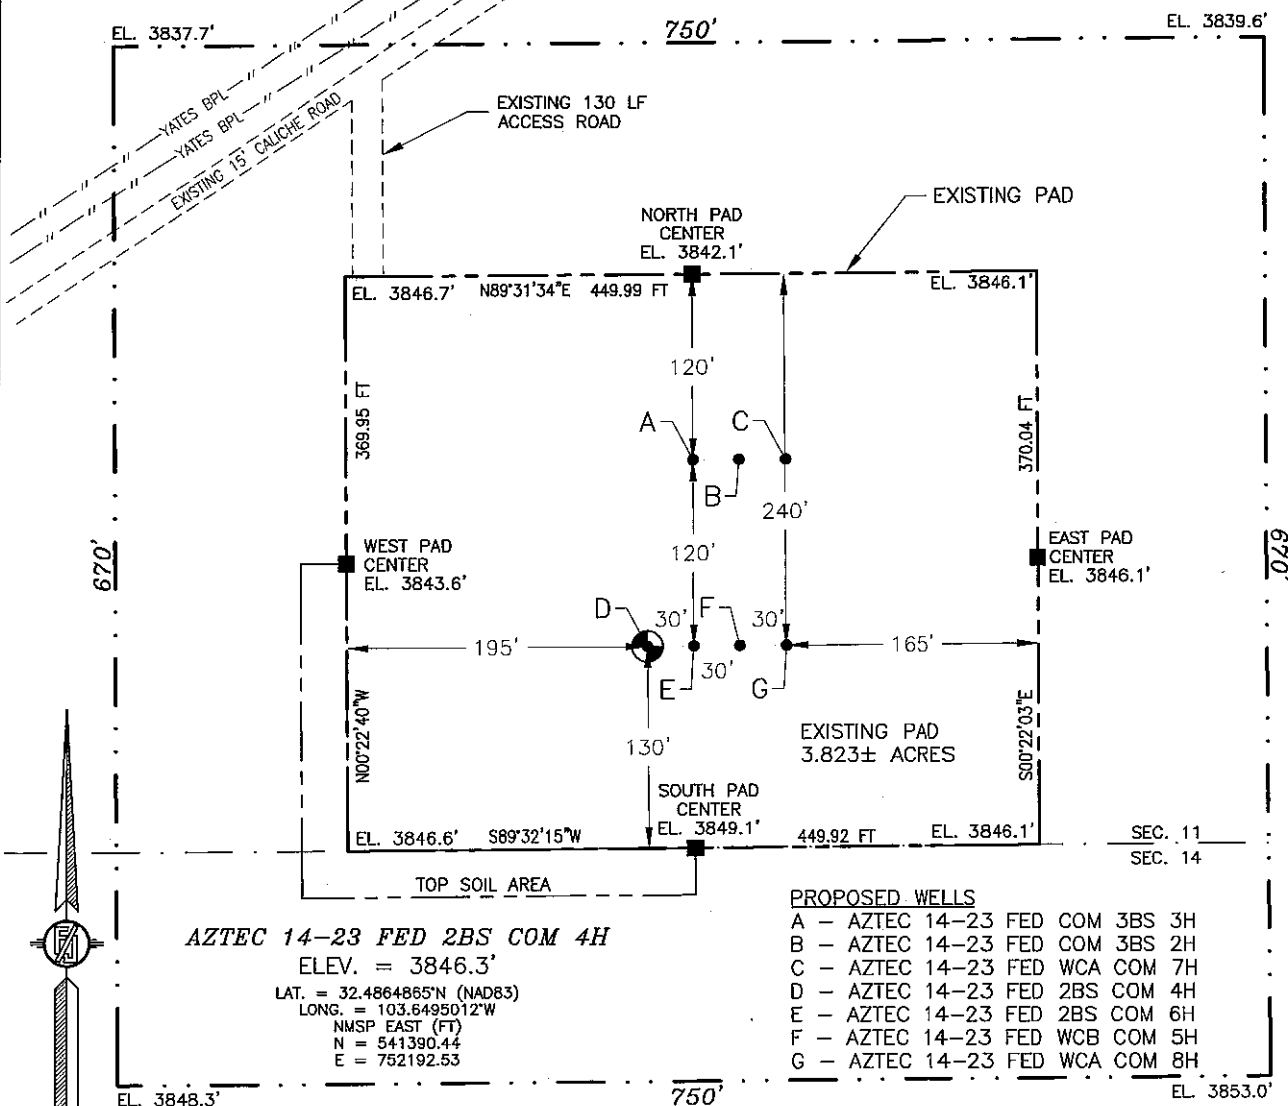 EL. 3837.7'
750'
EL. 3839.6'
YATES BPL
YATES BPL
EXISTING 15' CALICHE ROAD
EXISTING 130 LF
ACCESS ROAD
EXISTING PAD
NORTH PAD
CENTER
EL. 3842.1'
EL. 3846.7'
N89°31'34"E 449.99 FT
EL. 3846.1'
120'
369.95 FT
370.04 FT
A
C
B
240'
120'
670'
670'
WEST PAD
CENTER
EL. 3843.6'
EAST PAD
CENTER
EL. 3846.1'
D
30'
F
30'
195'
165'
30'
E
G
N00°22'40"W
S00°22'03"E
130'
EXISTING PAD
3.823± ACRES
SOUTH PAD
CENTER
EL. 3849.1'
EL. 3846.6'
S89°32'15"W
449.92 FT
EL. 3846.1'
SEC. 11
SEC. 14
TOP SOIL AREA
AZTEC 14-23 FED 2BS COM 4H
ELEV. = 3846.3'
LAT. = 32.4864865°N (NAD83)
LONG. = 103.6495012°W
NMSP EAST (FT)
N = 541390.44
E = 752192.53
PROPOSED WELLS
A - AZTEC 14-23 FED COM 3BS 3H
B - AZTEC 14-23 FED COM 3BS 2H
C - AZTEC 14-23 FED WCA COM 7H
D - AZTEC 14-23 FED 2BS COM 4H
E - AZTEC 14-23 FED 2BS COM 6H
F - AZTEC 14-23 FED WCB COM 5H
G - AZTEC 14-23 FED WCA COM 8H
EL. 3848.3'
750'
EL. 3853.0'